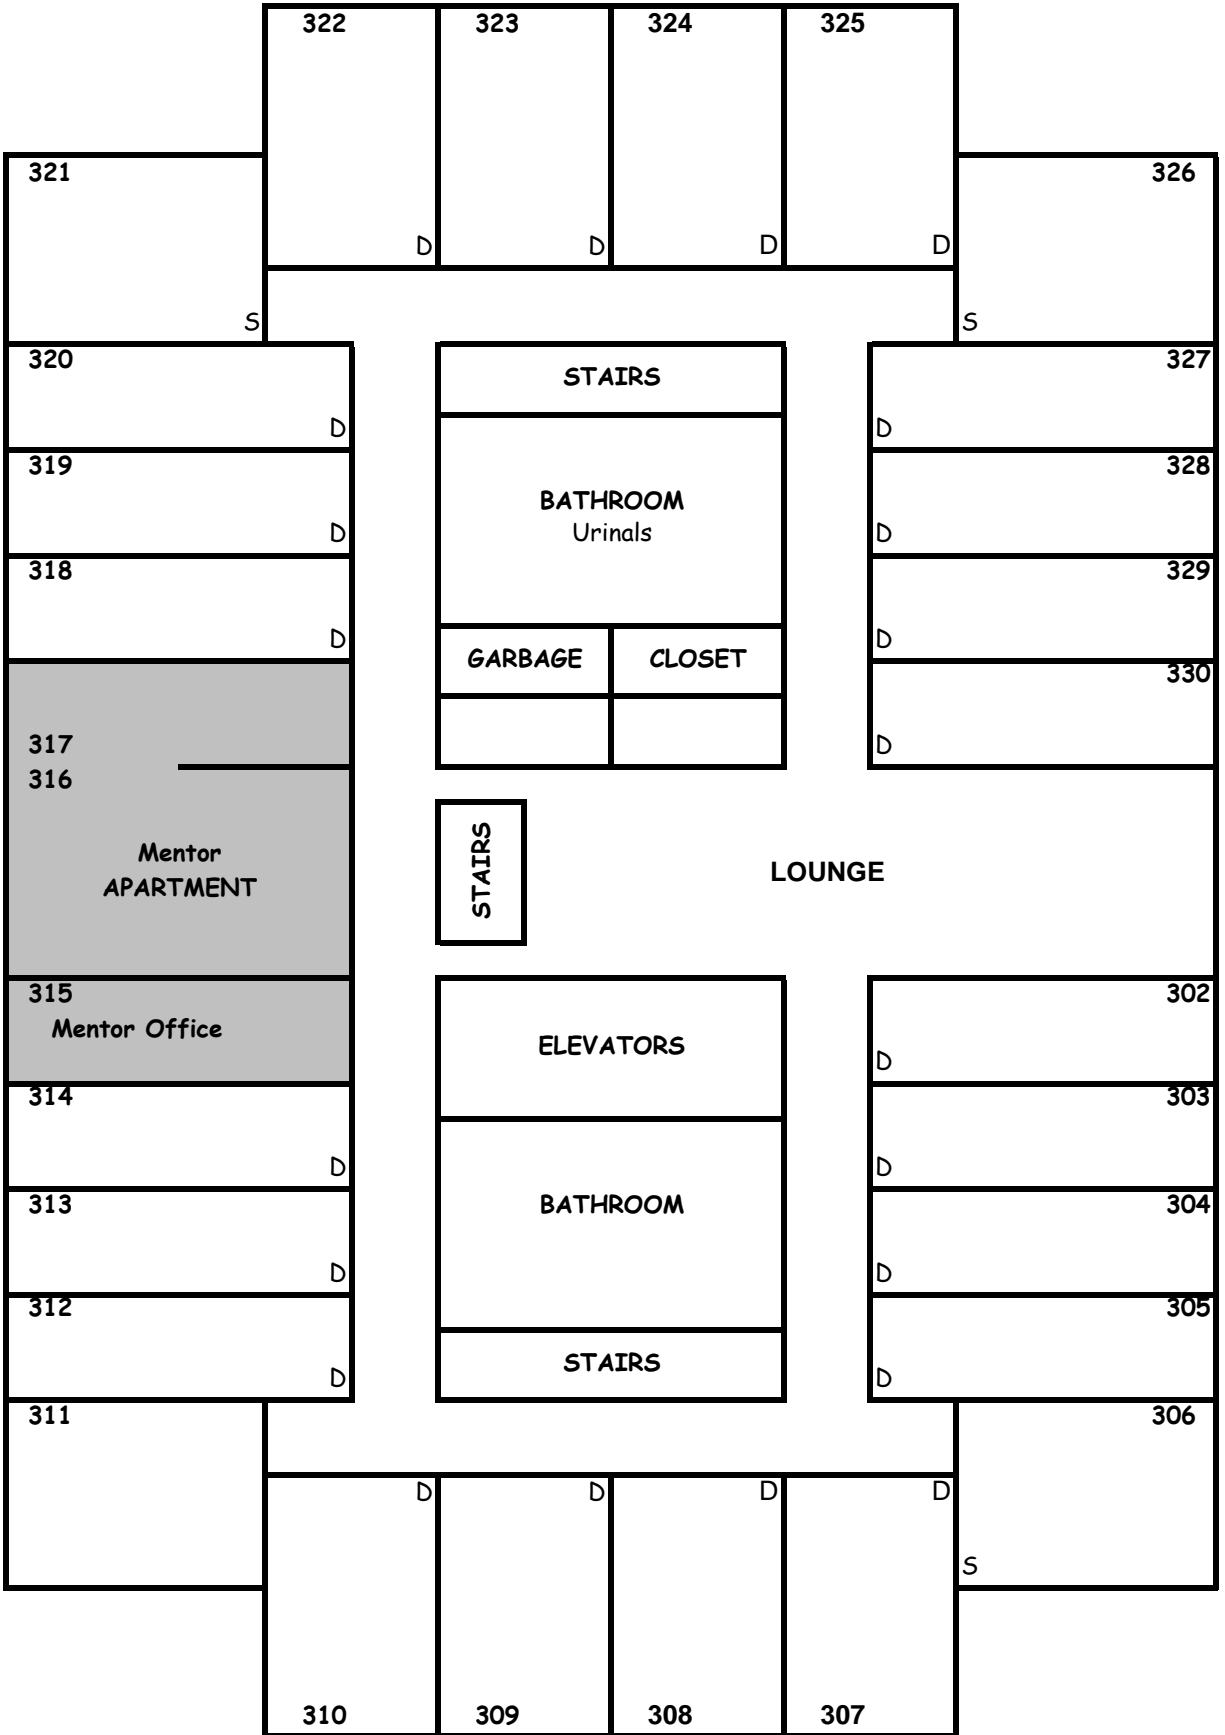 322 323 324 325
321 326
D D D D
S S
320 327
STAIRS
D D
319 328
BATHROOM
Urinals
D D
318 329
D D
GARBAGE CLOSET
330
317 D
316
STAIRS
Mentor
APARTMENT
LOUNGE
315 302
Mentor Office
ELEVATORS
D
314 303
D D
313 304
BATHROOM
D D
312 305
STAIRS
D D
311 306
D D D D
S
310 309 308 307